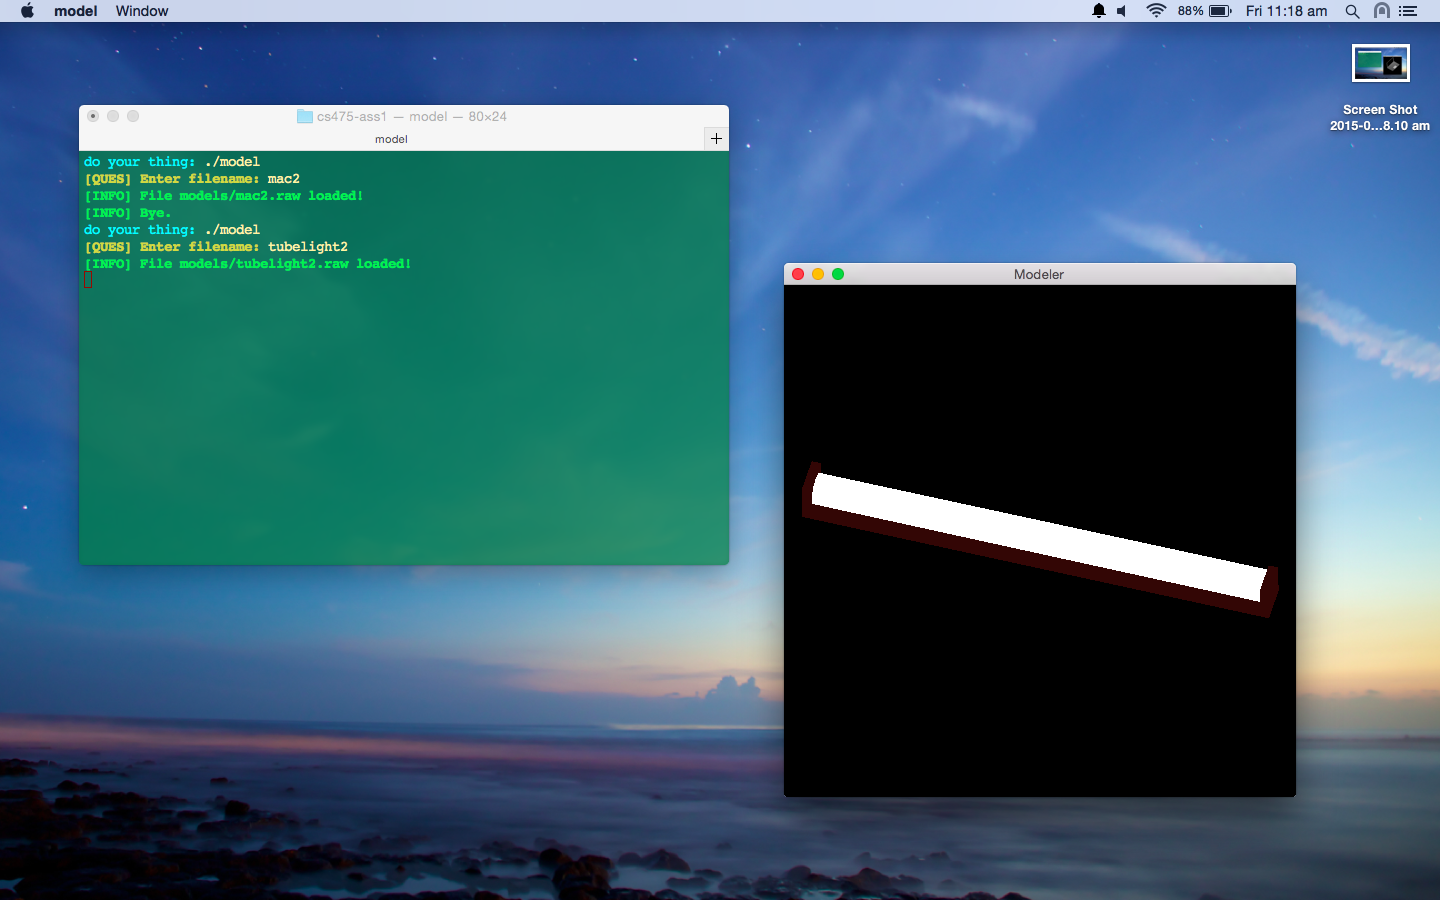 model Window 88% Fri 11:18 am
Screen Shot
2015-0...8.10 am
cs475-ass1 — model — 80×24
model
do your thing: ./model
[QUES] Enter filename: mac2
[INFO] File models/mac2.raw loaded!
[INFO] Bye.
do your thing: ./model
[QUES] Enter filename: tubelight2
[INFO] File models/tubelight2.raw loaded!
Modeler